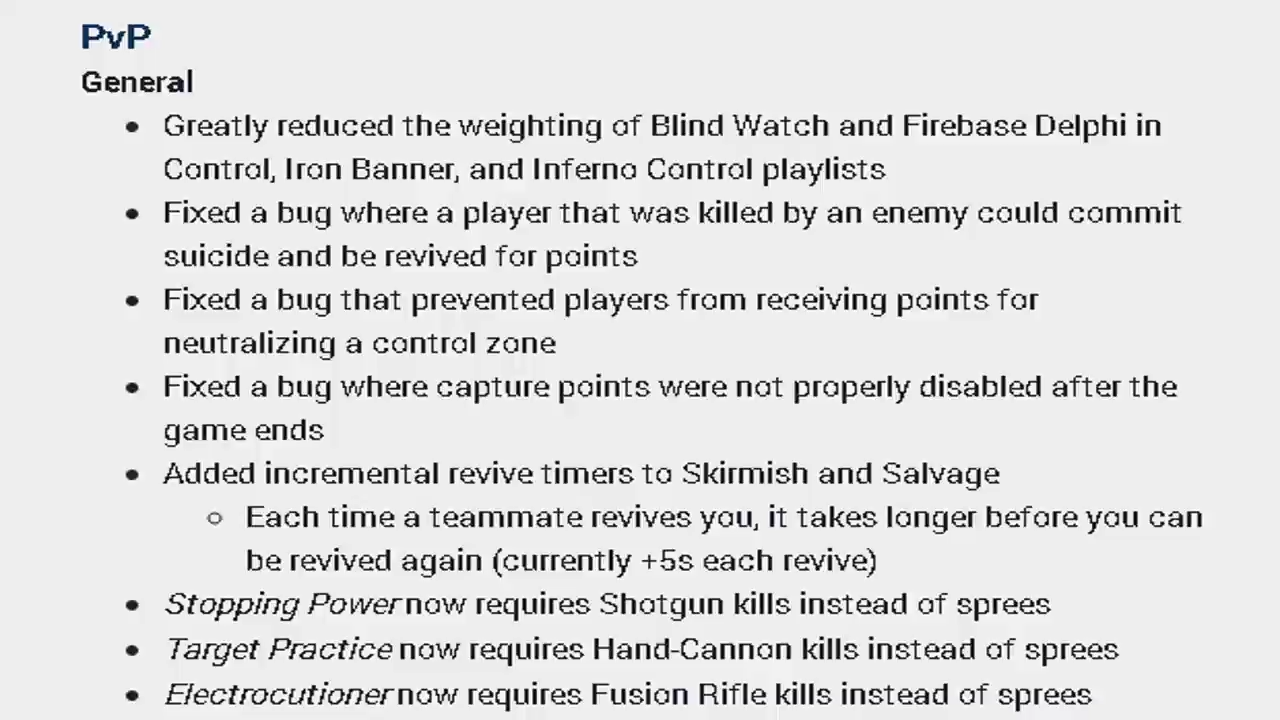 PvP
General
• Greatly reduced the weighting of Blind Watch and Firebase Delphi in
Control, Iron Banner, and Inferno Control playlists
• Fixed a bug where a player that was killed by an enemy could commit
suicide and be revived for points
• Fixed a bug that prevented players from receiving points for
neutralizing a control zone
• Fixed a bug where capture points were not properly disabled after the
game ends
• Added incremental revive timers to Skirmish and Salvage
○ Each time a teammate revives you, it takes longer before you can
be revived again (currently +5s each revive)
• Stopping Power now requires Shotgun kills instead of sprees
• Target Practice now requires Hand-Cannon kills instead of sprees
• Electrocutioner now requires Fusion Rifle kills instead of sprees